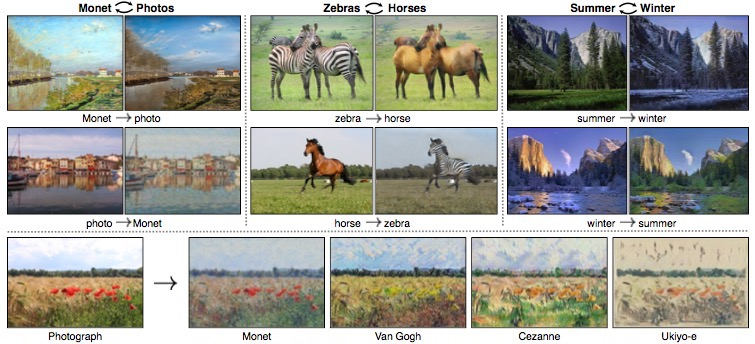 Monet ⟳ Photos
Zebras ⟳ Horses
Summer ⟳ Winter
Monet → photo
zebra → horse
summer → winter
photo → Monet
horse → zebra
winter → summer
Photograph
Monet
Van Gogh
Cezanne
Ukiyo-e